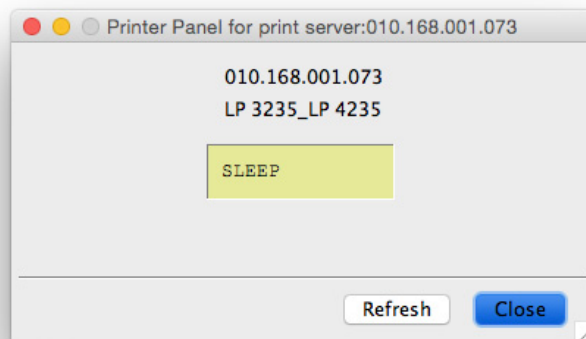 Printer Panel for print server:010.168.001.073
010.168.001.073
LP 3235_LP 4235
SLEEP
Refresh
Close